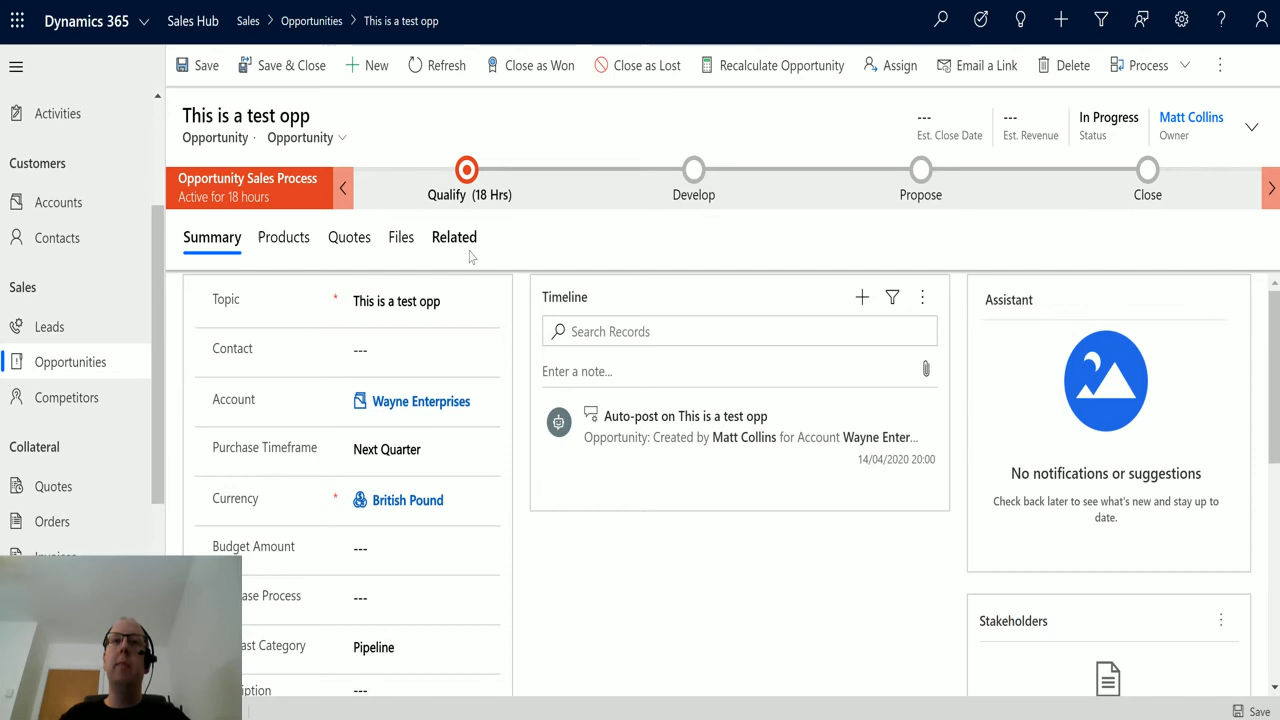 Dynamics 365
Sales Hub
Sales > Opportunities > This is a test opp
Save
Save & Close
New
Refresh
Close as Won
Close as Lost
Recalculate Opportunity
Assign
Email a Link
Delete
Process
This is a test opp
Opportunity · Opportunity
---
Est. Close Date
---
Est. Revenue
In Progress
Status
Matt Collins
Owner
Opportunity Sales Process
Active for 18 hours
Qualify (18 Hrs)
Develop
Propose
Close
Activities
Customers
Accounts
Contacts
Sales
Leads
Opportunities
Competitors
Collateral
Quotes
Orders
Summary
Products
Quotes
Files
Related
Topic * This is a test opp
Contact ---
Account Wayne Enterprises
Purchase Timeframe Next Quarter
Currency * British Pound
Budget Amount ---
ase Process ---
ast Category Pipeline
iption ---
Timeline
Search Records
Enter a note...
Auto-post on This is a test opp
Opportunity: Created by Matt Collins for Account Wayne Enter...
14/04/2020 20:00
Assistant
No notifications or suggestions
Check back later to see what's new and stay up to
date.
Stakeholders
Save